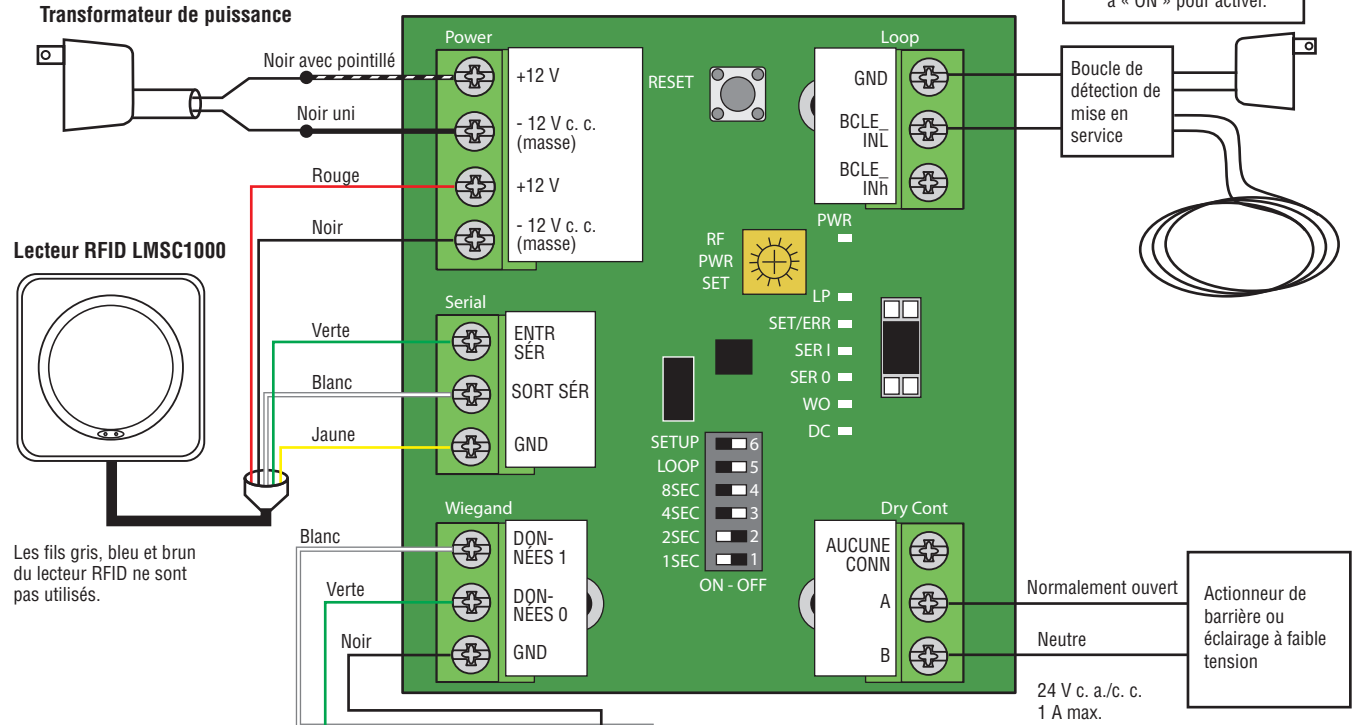 Transformateur de puissance
à « ON » pour activer.
Noir avec pointillé
Noir uni
Rouge
Noir
Power
+12 V
- 12 V c. c.
(masse)
+12 V
- 12 V c. c.
(masse)
RESET
Loop
GND
BCLE_
INL
BCLE_
INh
Boucle de
détection de
mise en
service
Lecteur RFID LMSC1000
PWR
RF
PWR
SET
LP
SET/ERR
SER I
SER 0
WO
DC
Serial
Verte
ENTR
SÉR
Blanc
SORT SÉR
Jaune
GND
SETUP
6
LOOP
5
8SEC
4
4SEC
3
2SEC
2
1SEC
1
ON - OFF
Les fils gris, bleu et brun
du lecteur RFID ne sont
pas utilisés.
Wiegand
Blanc
DON-
NÉES 1
Verte
DON-
NÉES 0
Noir
GND
Dry Cont
AUCUNE
CONN
A
B
Normalement ouvert
Neutre
Actionneur de
barrière ou
éclairage à faible
tension
24 V c. a./c. c.
1 A max.